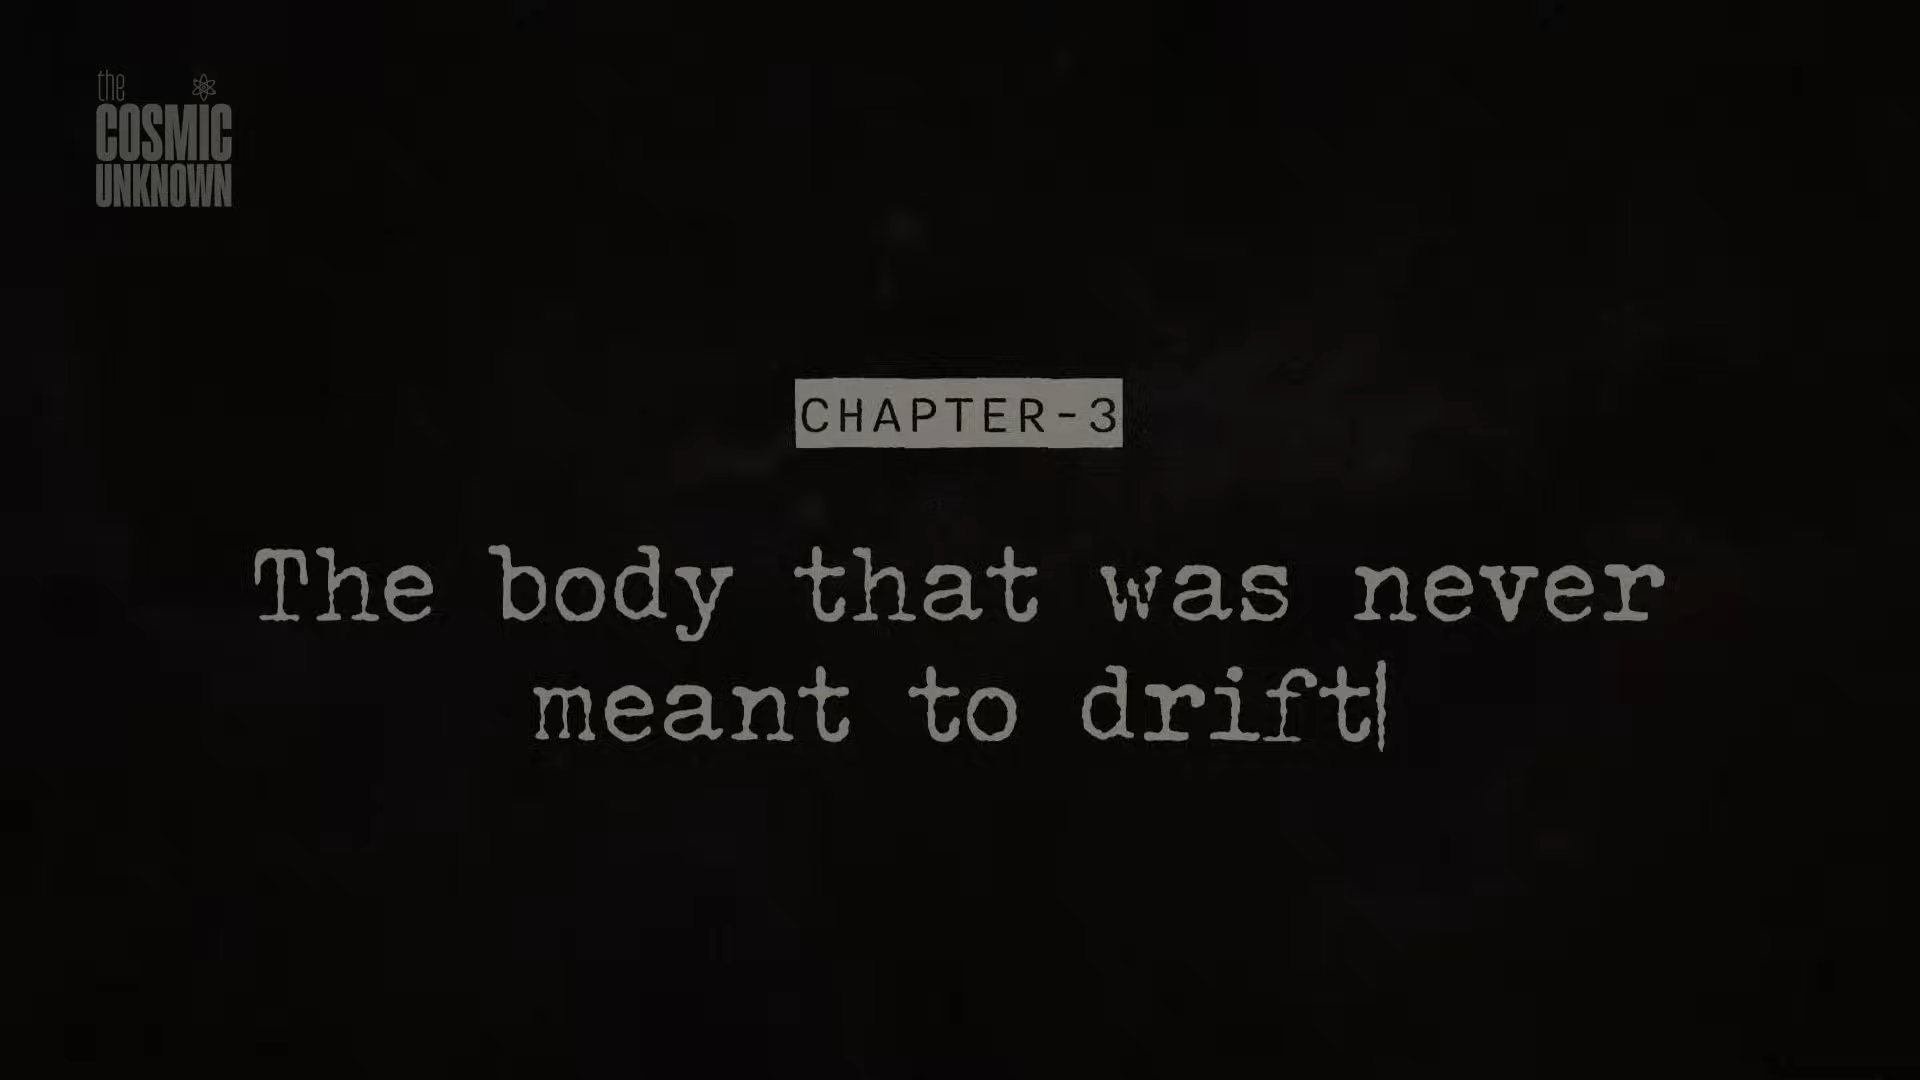 the
COSMIC
UNKNOWN
CHAPTER-3
The body that was never
meant to drift